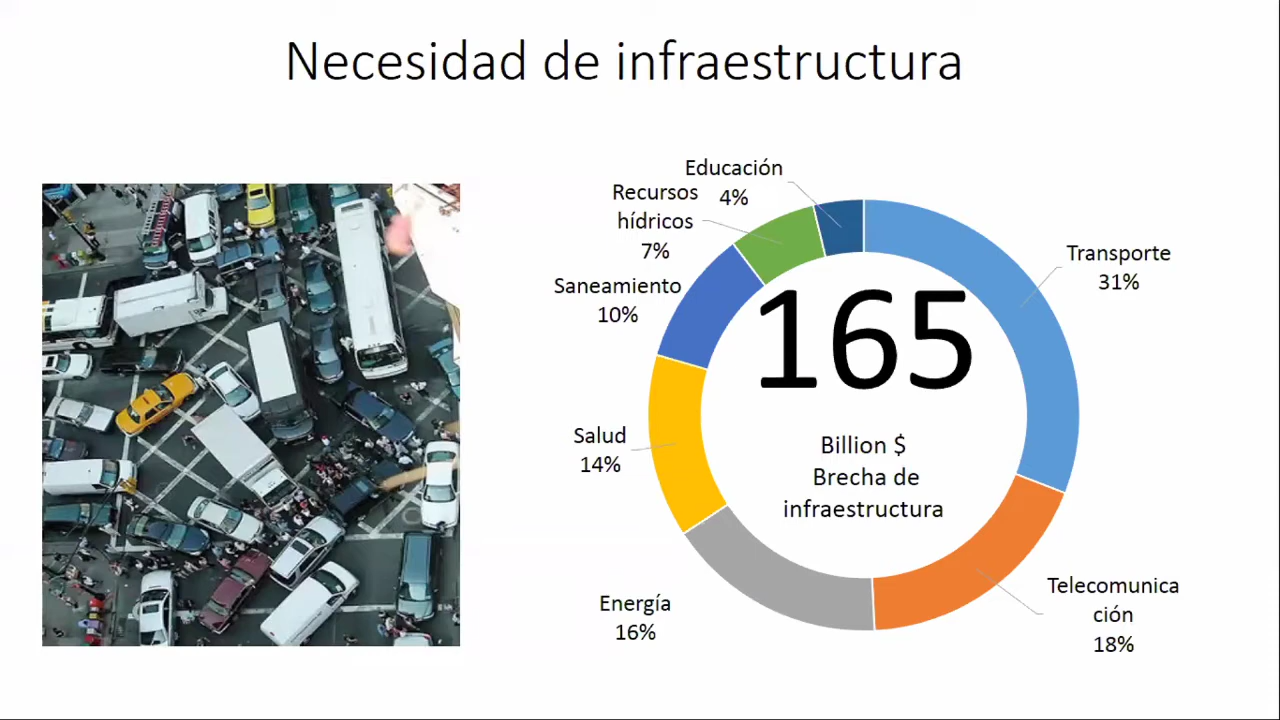 Necesidad de infraestructura
Educación
4%
Recursos
hídricos
7%
Saneamiento
10%
Salud
14%
Energía
16%
Transporte
31%
Telecomunica
ción
18%
165
Billion $
Brecha de
infraestructura